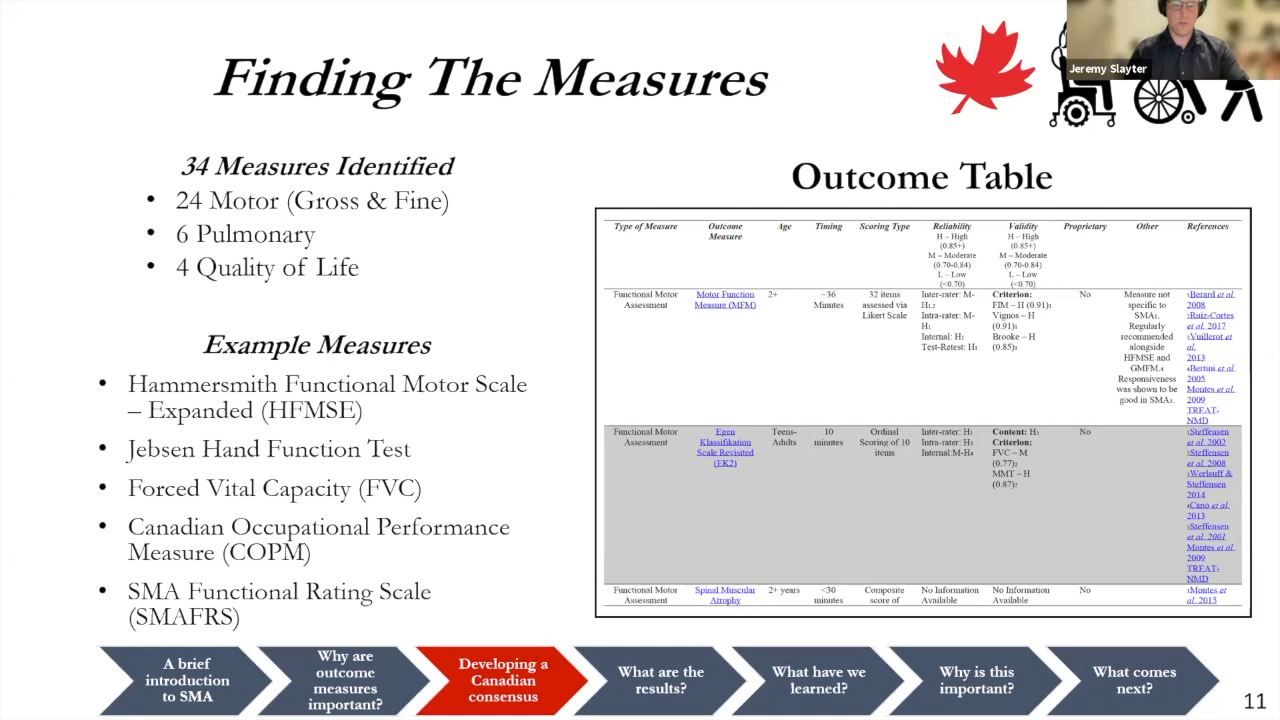 Finding The Measures
Jeremy Slayter
34 Measures Identified
• 24 Motor (Gross & Fine)
• 6 Pulmonary
• 4 Quality of Life
Example Measures
• Hammersmith Functional Motor Scale
– Expanded (HFMSE)
• Jebsen Hand Function Test
• Forced Vital Capacity (FVC)
• Canadian Occupational Performance
Measure (COPM)
• SMA Functional Rating Scale
(SMAFRS)
Outcome Table
Type of Measure
Outcome
Measure
Age
Timing
Scoring Type
Reliability
H – High
(0.85+)
M – Moderate
(0.70-0.84)
L – Low
(<0.70)
Validity
H – High
(0.85+)
M – Moderate
(0.70-0.84)
L – Low
(<0.70)
Proprietary
Other
References
Functional Motor
Assessment
Motor Function
Measure (MFM)
2+
~36
Minutes
32 items
assessed via
Likert Scale
Inter-rater: M-
H1,2
Intra-rater: M-
H1
Internal: H1
Test-Retest: H1
Criterion:
FIM – H (0.91)1
Vignos – H
(0.91)1
Brooke – H
(0.85)1
No
Measure not
specific to
SMA1.
Regularly
recommended
alongside
HFMSE and
GMFM.4
Responsiveness
was shown to be
good in SMA3.
1Berard et al.
2008
2Ruiz-Cortes
et al. 2017
3Vuillerot et
al.
2013
4Bertini et al.
2005
Montes et al.
2009
TREAT-
NMD
Functional Motor
Assessment
Egen
Klassifikation
Scale Revisited
(EK2)
Teens-
Adults
10
minutes
Ordinal
Scoring of 10
items
Inter-rater: H1
Intra-rater: H3
Internal:M-H4
Content: H5
Criterion:
FVC – M
(0.77)2
MMT – H
(0.87)2
No
1Steffensen
et al. 2002
2Steffensen
et al. 2008
3Werlauff &
Steffensen
2014
4Cano et al.
2013
5Steffensen
et al. 2001
Montes et al.
2009
TREAT-
NMD
Functional Motor
Assessment
Spinal Muscular
Atrophy
2+ years
<30
minutes
Composite
score of
No Information
Available
No Information
Available
No
1Montes et
al. 2015
A brief
introduction
to SMA
Why are
outcome
measures
important?
Developing a
Canadian
consensus
What are the
results?
What have we
learned?
Why is this
important?
What comes
next?
11